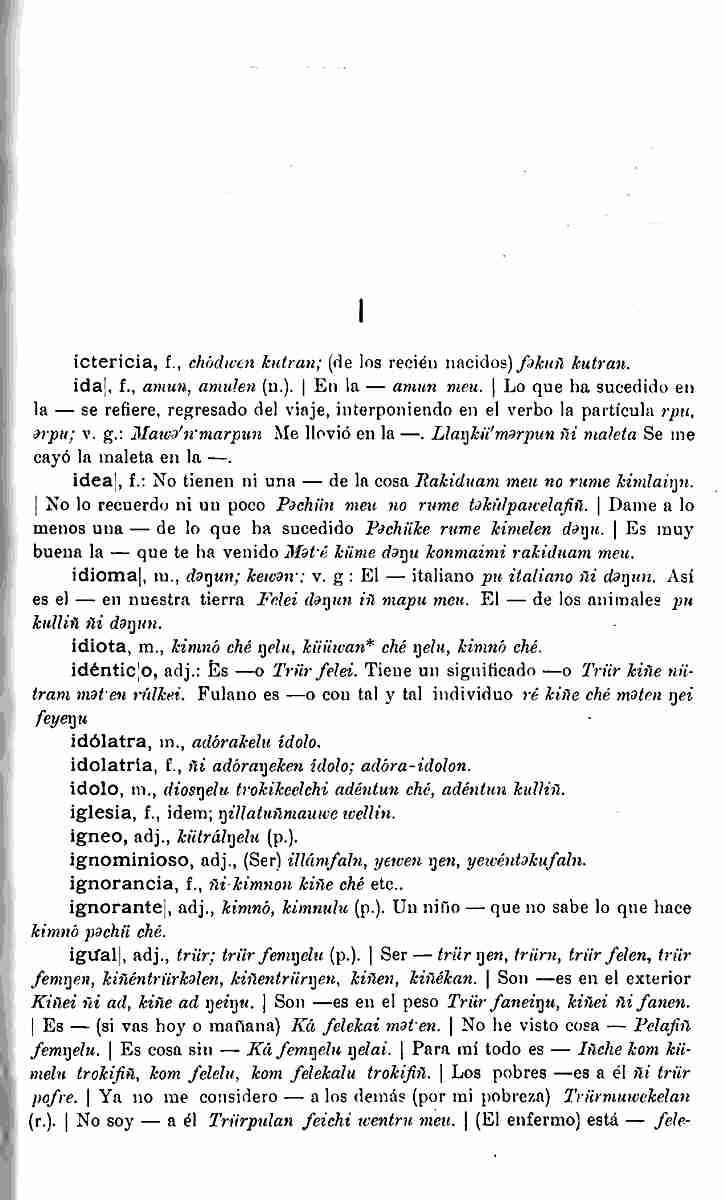 I
ictericia, f., chódwen kutran; (de los recién nacidos) fəkuñ kutran.
ida|, f., amun, amulen (n.). | En la — amun meu. | Lo que ha sucedido en
la — se refiere, regresado del viaje, interponiendo en el verbo la partícula rpu,
ərpu; v. g.: Mawə'n·marpun Me llovió en la —. Llaŋkü'mərpun ñi maleta Se me
cayó la maleta en la —.
idea|, f.: No tienen ni una — de la cosa Rakiduam meu no rume kimlaiŋn.
| No lo recuerdo ni un poco Pəchün meu no rume təkúlpawelafiñ. | Dame a lo
menos una — de lo que ha sucedido Pəchüke rume kimelen dəŋu. | Es muy
buena la — que te ha venido Mət·é küme dəŋu konmaimi rakiduam meu.
idioma|, m., dəŋun; kewən·; v. g : El — italiano pu italiano ñi dəŋun. Así
es el — en nuestra tierra Felei dəŋun iñ mapu meu. El — de los animales pu
kulliñ ñi dəŋun.
idiota, m., kimnó ché ŋelu, küüwan* ché ŋelu, kimnó ché.
idéntic|o, adj.: Es —o Trür felei. Tiene un significado —o Trür kiñe nü-
tram mət·en rúlkei. Fulano es —o con tal y tal individuo ré kiñe ché məten ŋei
feyeŋu
idólatra, m., adórakelu ídolo.
idolatría, f., ñi adóraŋeken ídolo; adóra-idolon.
idolo, m., diosŋelu trokikeelchi adéntun ché, adéntun kulliñ.
iglesia, f., idem; ŋillatuñmauwe wellin.
igneo, adj., kütrálŋelu (p.).
ignominioso, adj., (Ser) illámfaln, yewen ŋen, yewéntəkufaln.
ignorancia, f., ñi·kimnon kiñe ché etc..
ignorante|, adj., kimnó, kimnulu (p.). Un niño — que no sabe lo que hace
kimnó pəchü ché.
igual|, adj., trür; trür femŋelu (p.). | Ser — trür ŋen, trürn, trür felen, trür
femŋen, kiñéntrürkəlen, kiñentrürŋen, kiñen, kiñékan. | Son —es en el exterior
Kiñei ñi ad, kiñe ad ŋeiŋu. | Son —es en el peso Trür faneiŋu, kiñei ñi fanen.
| Es — (si vas hoy o mañana) Ká felekai mət·en. | No he visto cosa — Pelafiñ
femŋelu. | Es cosa sin — Ká femŋelu ŋelai. | Para mí todo es — Iñche kom kü-
melu trokifiñ, kom felelu, kom felekalu trokifiñ. | Los pobres —es a él ñi trür
pofre. | Ya no me considero — a los demás (por mi pobreza) Trürmuwekelan
(r.). | No soy — a él Trürpulan feichi wentru meu. | (El enfermo) está — fele-